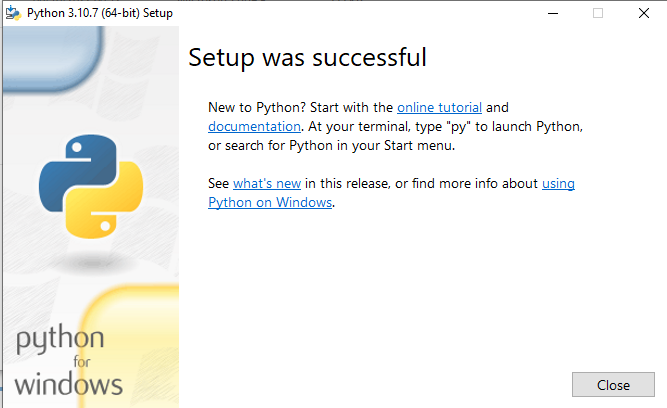 Python 3.10.7 (64-bit) Setup
Setup was successful
New to Python? Start with the online tutorial and
documentation. At your terminal, type "py" to launch Python,
or search for Python in your Start menu.
See what's new in this release, or find more info about using
Python on Windows.
python
for
windows
Close